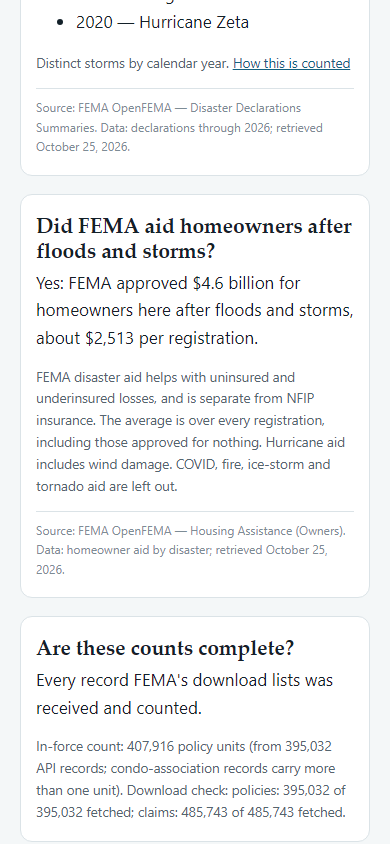 • 2020 — Hurricane Zeta
Distinct storms by calendar year. How this is counted
Source: FEMA OpenFEMA — Disaster Declarations
Summaries. Data: declarations through 2026; retrieved
October 25, 2026.
Did FEMA aid homeowners after
floods and storms?
Yes: FEMA approved $4.6 billion for
homeowners here after floods and storms,
about $2,513 per registration.
FEMA disaster aid helps with uninsured and
underinsured losses, and is separate from NFIP
insurance. The average is over every registration,
including those approved for nothing. Hurricane aid
includes wind damage. COVID, fire, ice-storm and
tornado aid are left out.
Source: FEMA OpenFEMA — Housing Assistance (Owners).
Data: homeowner aid by disaster; retrieved October 25,
2026.
Are these counts complete?
Every record FEMA's download lists was
received and counted.
In-force count: 407,916 policy units (from 395,032
API records; condo-association records carry more
than one unit). Download check: policies: 395,032 of
395,032 fetched; claims: 485,743 of 485,743 fetched.